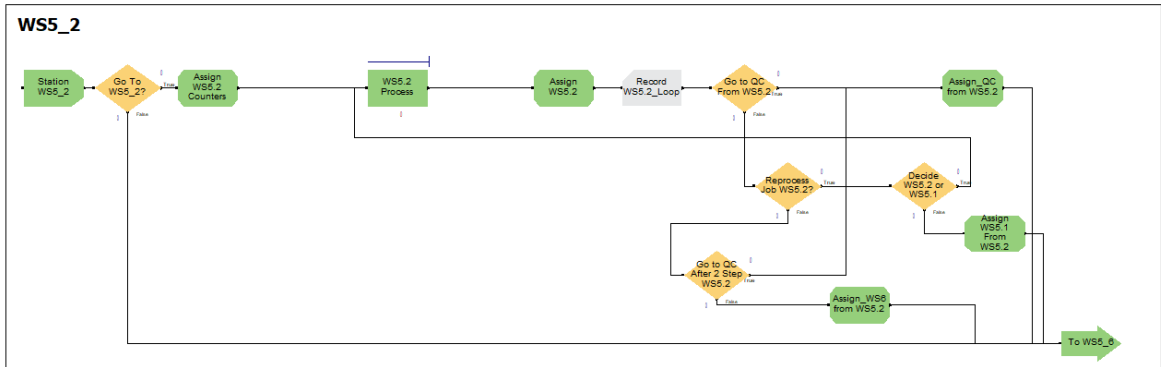 WS5_2
Station
WS5_2
Go To
WS5_2?
True
False
Assign
WS5.2
Counters
WS5.2
Process
Assign
WS5.2
Record
WS5.2_Loop
Go to QC
From WS5.2
True
False
Assign_QC
from WS5.2
Reprocess
Job WS5.2?
True
False
Decide
WS5.2 or
WS5.1
True
False
Assign
WS5.1
From
WS5.2
Go to QC
After 2 Step
WS5.2
True
False
Assign_WS6
from WS5.2
To WS5_6